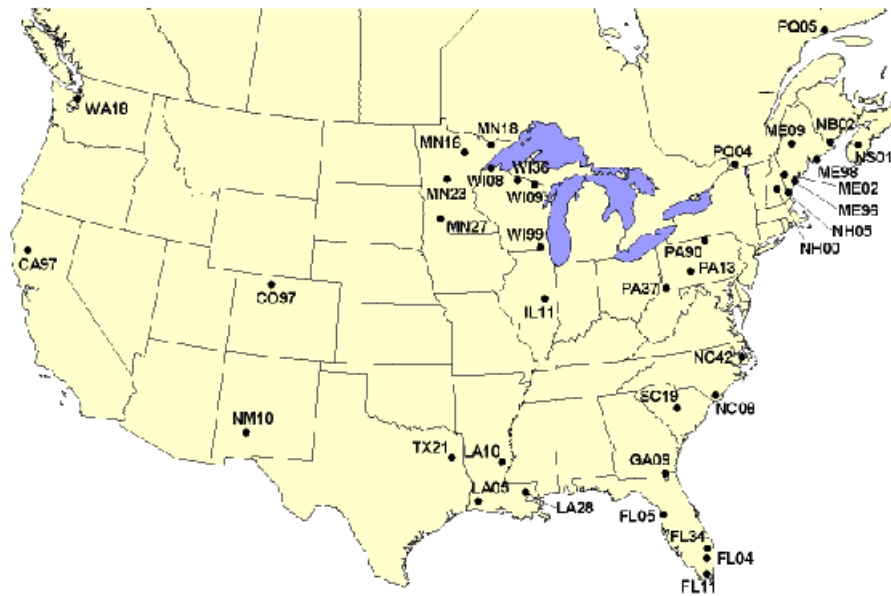 PQ05
WA18
MN18
MN16
ME09
NB02
NS01
WI36
PQ04
ME98
WI08
MN23
WI09
ME02
ME96
MN27
NH05
WI99
NH00
PA90
CA97
PA13
CO97
PA37
IL11
NC42
SC19
NC08
NM10
TX21
LA10
GA09
LA05
LA28
FL05
FL34
FL04
FL11